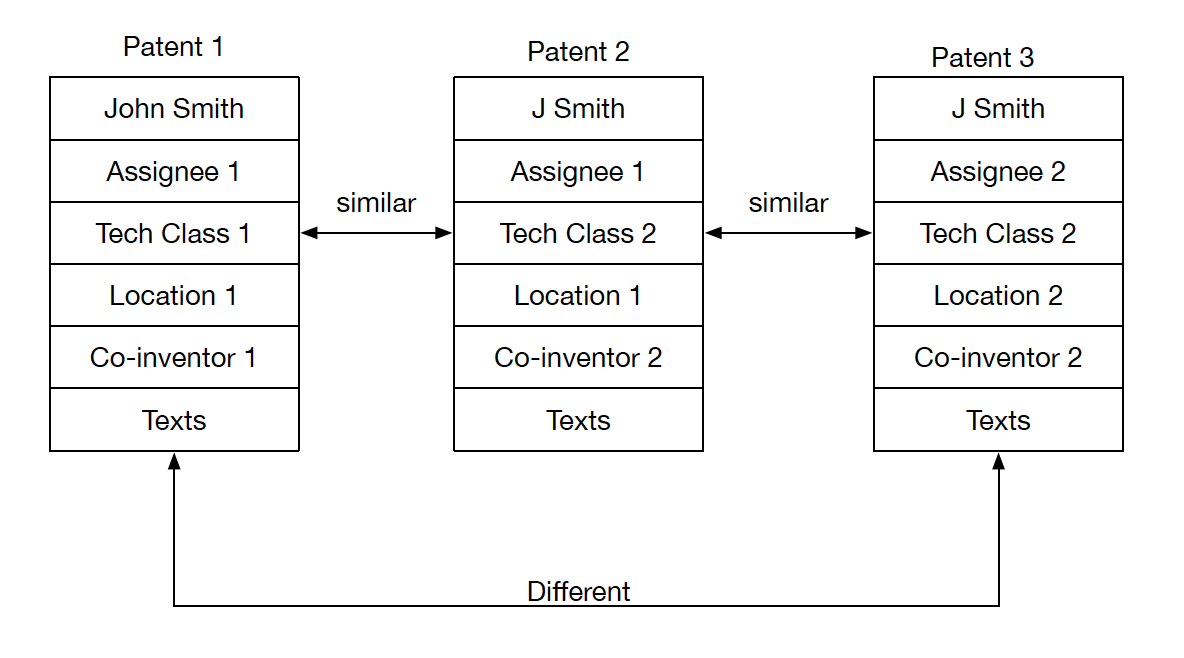 Patent 1
Patent 2
Patent 3
John Smith
J Smith
J Smith
Assignee 1
Assignee 1
Assignee 2
similar
similar
Tech Class 1
Tech Class 2
Tech Class 2
Location 1
Location 1
Location 2
Co-inventor 1
Co-inventor 2
Co-inventor 2
Texts
Texts
Texts
Different